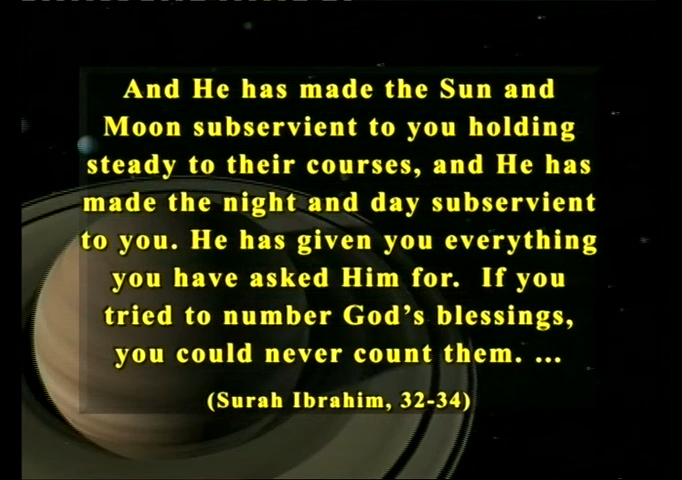 And He has made the Sun and
Moon subservient to you holding
steady to their courses, and He has
made the night and day subservient
to you. He has given you everything
you have asked Him for. If you
tried to number God's blessings,
you could never count them. ...
(Surah Ibrahim, 32-34)